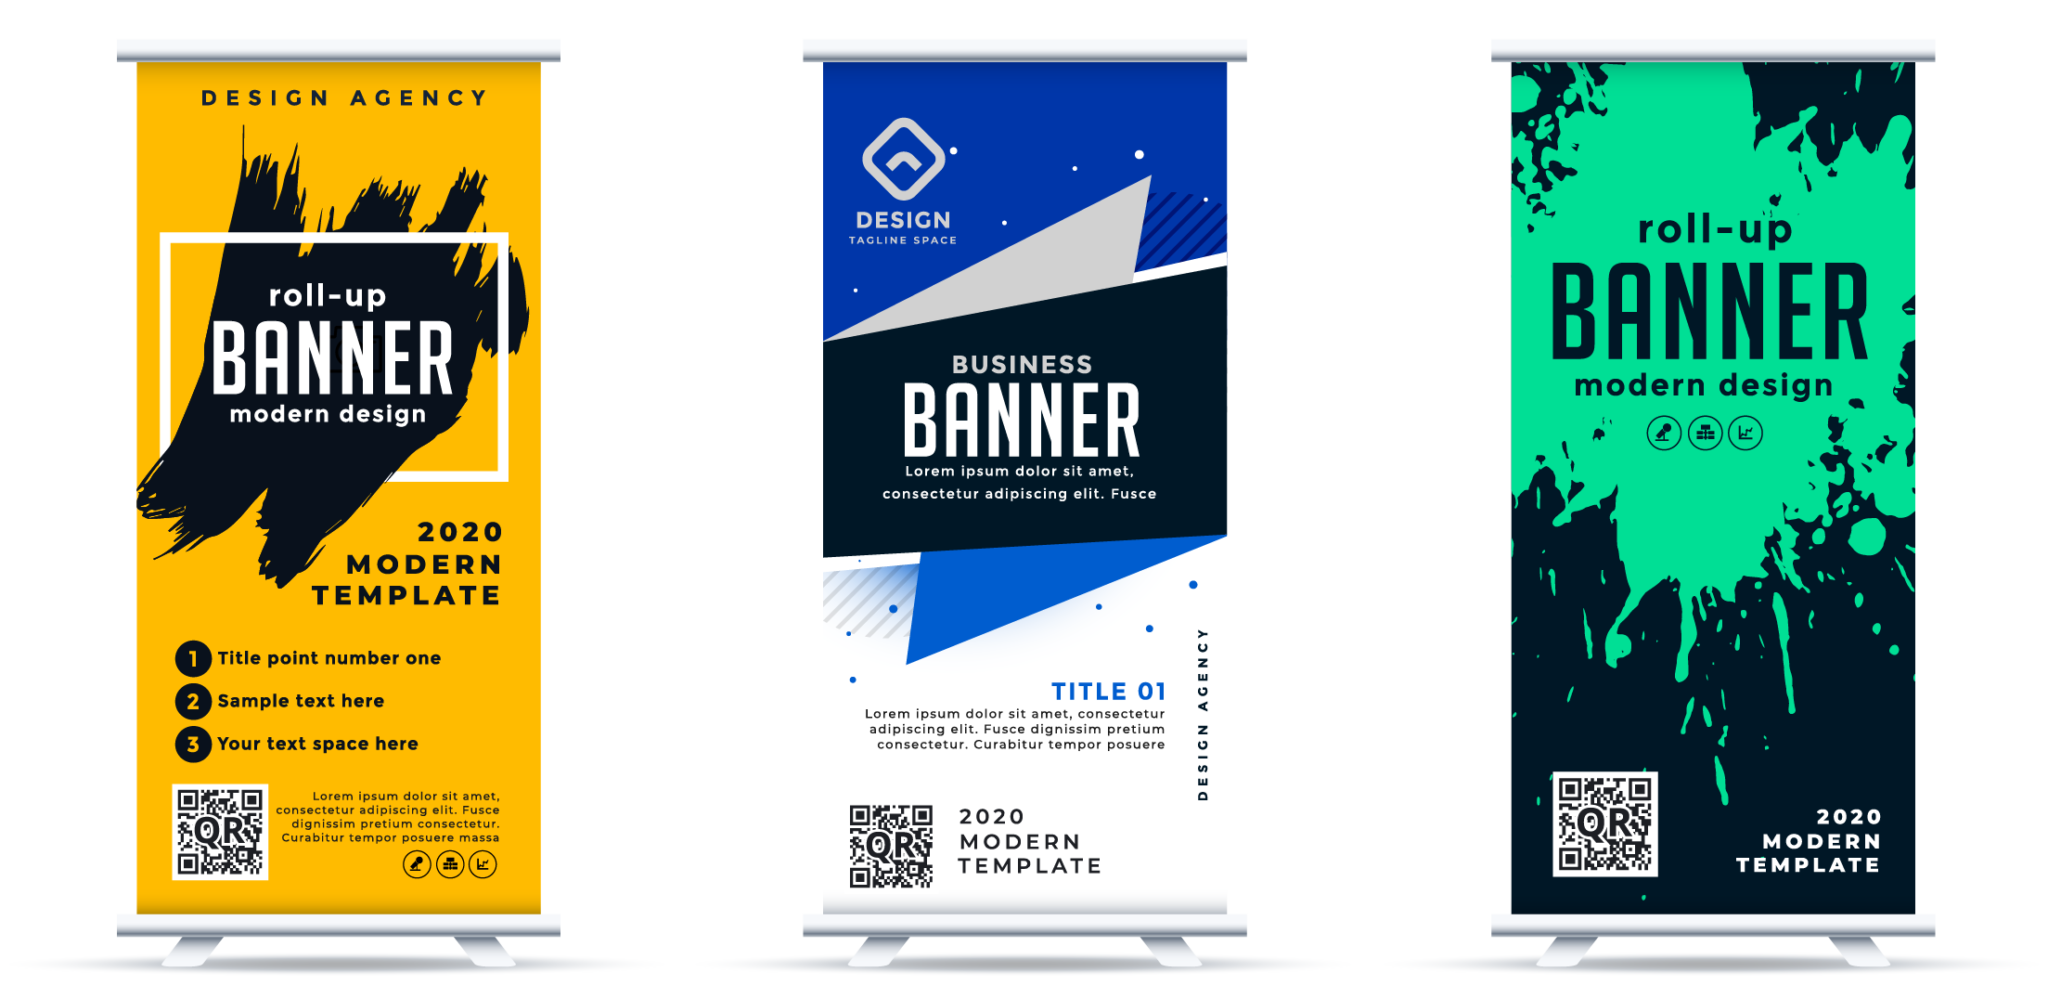 DESIGN AGENCY
roll-up
BANNER
modern design
2020
MODERN
TEMPLATE
1 Title point number one
2 Sample text here
3 Your text space here
QR
Lorem ipsum dolor sit amet,
consectetur adipiscing elit. Fusce
dignissim pretium consectetur.
Curabitur tempor posuere massa
DESIGN
TAGLINE SPACE
BUSINESS
BANNER
Lorem ipsum dolor sit amet,
consectetur adipiscing elit. Fusce
TITLE 01
Lorem ipsum dolor sit amet, consectetur
adipiscing elit. Fusce dignissim pretium
consectetur. Curabitur tempor posuere
DESIGN AGENCY
QR
2020
MODERN
TEMPLATE
roll-up
BANNER
modern design
QR
2020
MODERN
TEMPLATE